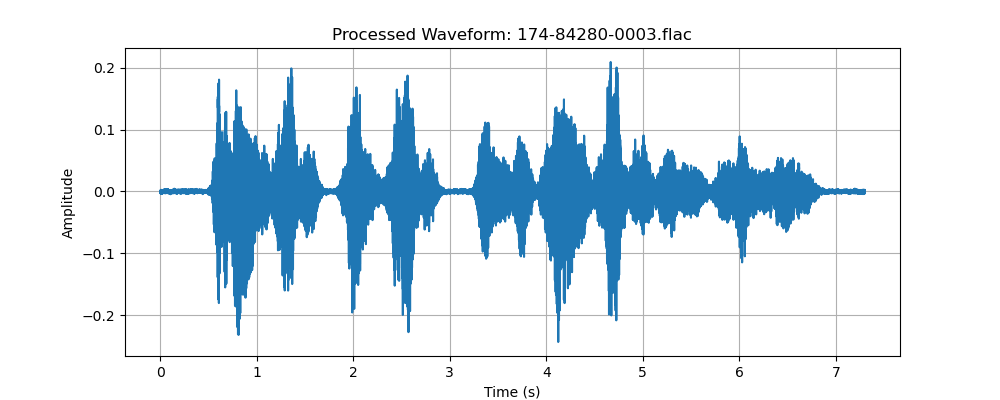 Processed Waveform: 174-84280-0003.flac
0.2
0.1
0.0
−0.1
−0.2
Amplitude
0 1 2 3 4 5 6 7
Time (s)